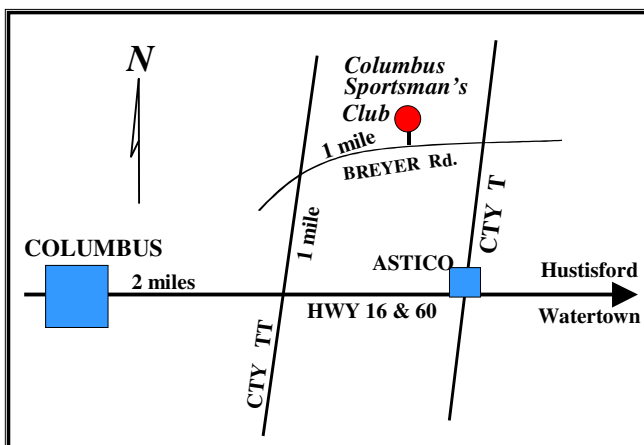 N
Columbus
Sportsman's
Club
1 mile
BREYER Rd.
1 mile
CTY T
COLUMBUS
2 miles
ASTICO
Hustisford
HWY 16 & 60
Watertown
CTY TT